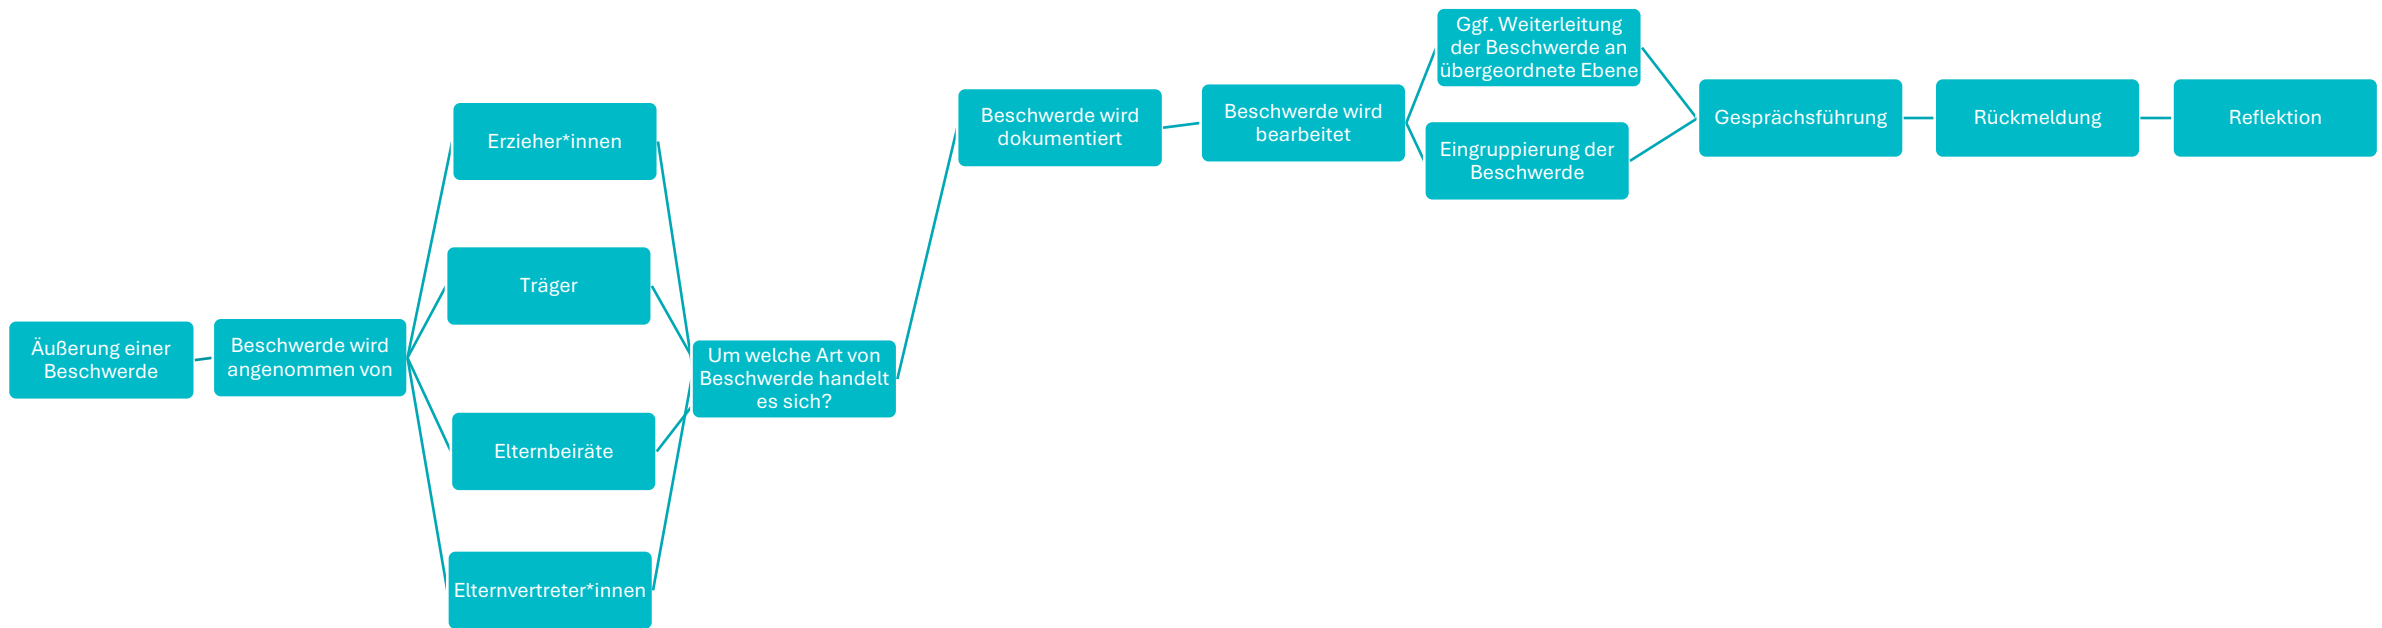 Äußerung einer
Beschwerde
Beschwerde wird
angenommen von
Erzieher*innen
Träger
Elternbeiräte
Elternvertreter*innen
Um welche Art von
Beschwerde handelt
es sich?
Beschwerde wird
dokumentiert
Beschwerde wird
bearbeitet
Ggf. Weiterleitung
der Beschwerde an
übergeordnete Ebene
Eingruppierung der
Beschwerde
Gesprächsführung
Rückmeldung
Reflektion